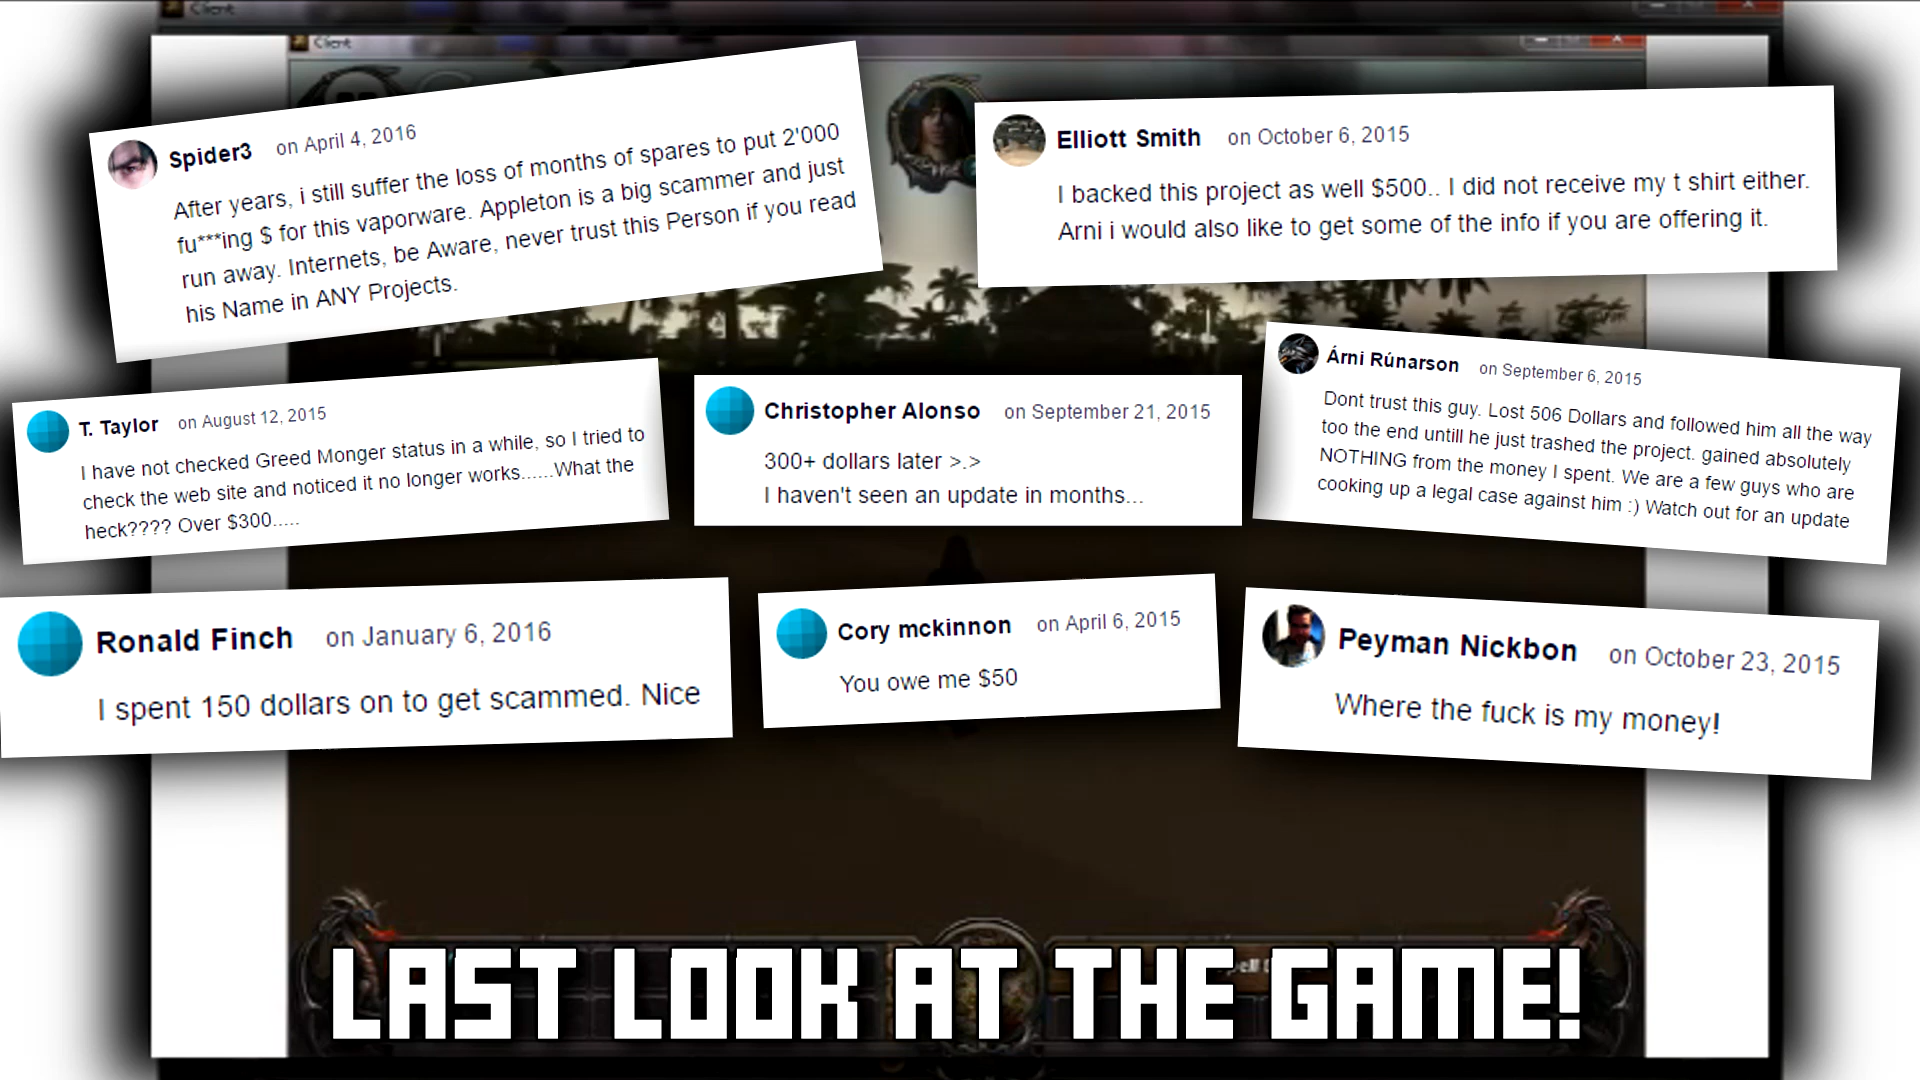 Client
Client
Spider3 on April 4, 2016
After years, i still suffer the loss of months of spares to put 2'000
fu***ing $ for this vaporware. Appleton is a big scammer and just
run away. Internets, be Aware, never trust this Person if you read
his Name in ANY Projects.
Elliott Smith on October 6, 2015
I backed this project as well $500.. I did not receive my t shirt either.
Arni i would also like to get some of the info if you are offering it.
T. Taylor on August 12, 2015
I have not checked Greed Monger status in a while, so I tried to
check the web site and noticed it no longer works......What the
heck???? Over $300.....
Christopher Alonso on September 21, 2015
300+ dollars later >.>
I haven't seen an update in months...
Árni Rúnarson on September 6, 2015
Dont trust this guy. Lost 506 Dollars and followed him all the way
too the end untill he just trashed the project. gained absolutely
NOTHING from the money I spent. We are a few guys who are
cooking up a legal case against him :) Watch out for an update
Ronald Finch on January 6, 2016
I spent 150 dollars on to get scammed. Nice
Cory mckinnon on April 6, 2015
You owe me $50
Peyman Nickbon on October 23, 2015
Where the fuck is my money!
LAST LOOK AT THE GAME!